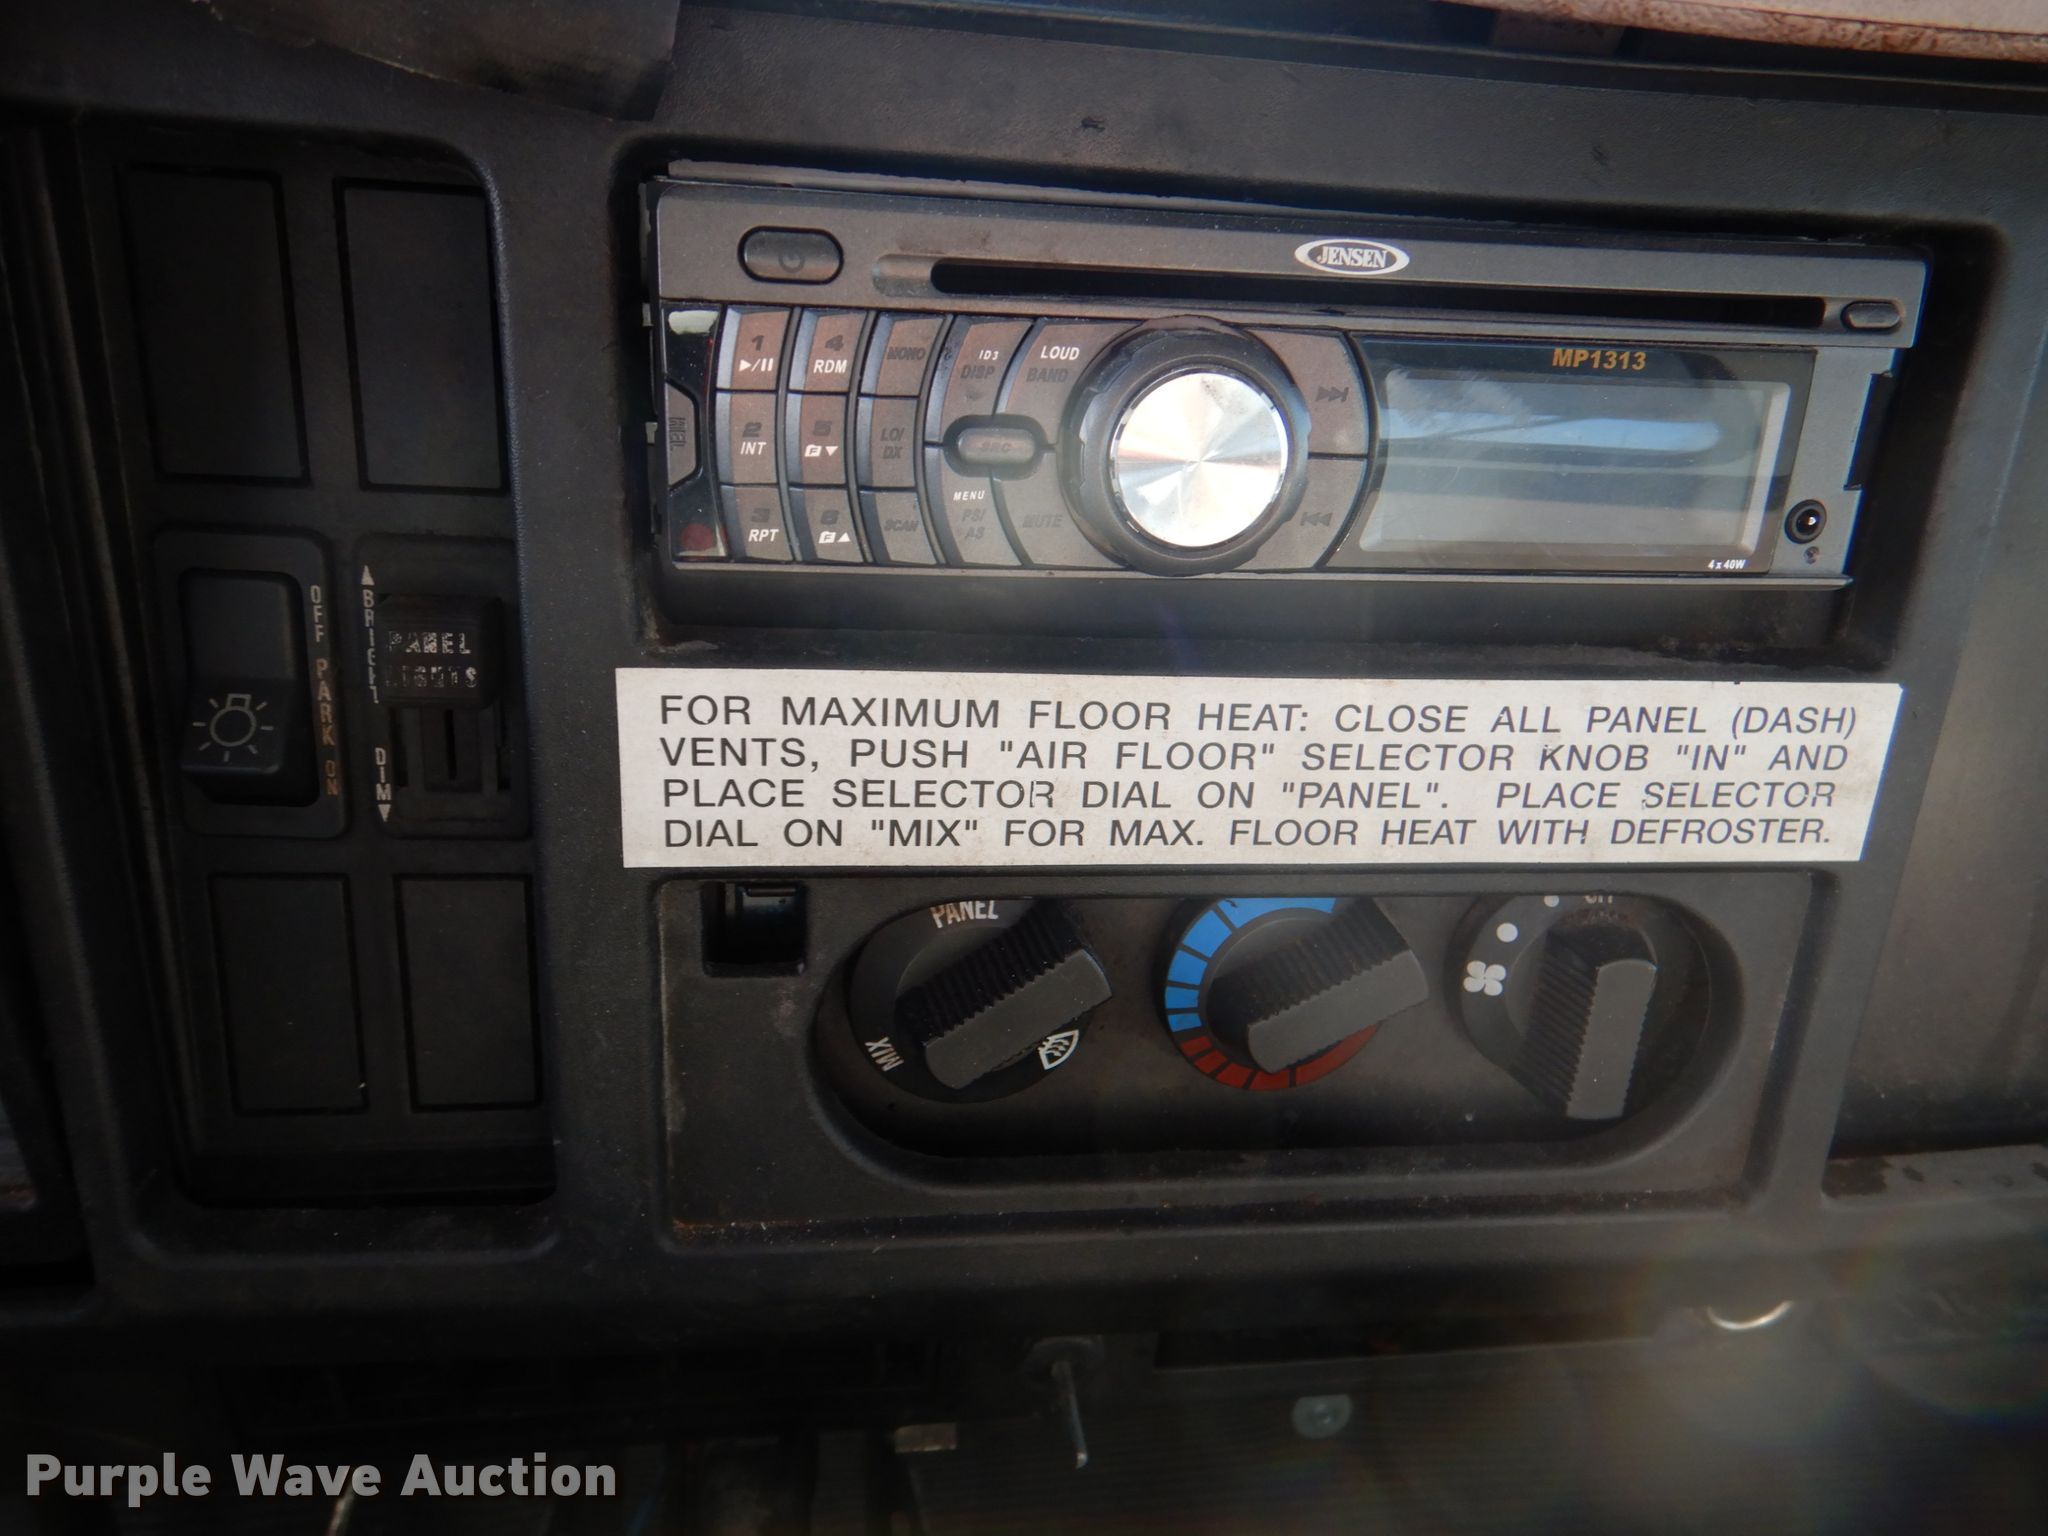 JENSEN
MP1313
1
4
RDM
MONO
ID3
DISP
LOUD
BAND
2
INT
5
F
LO/
DX
SRC
REL
3
RPT
6
F
SCAN
MENU
PS/
AS
MUTE
4 x 40W
OFF PARK ON
BRIGHT
DIM
PANEL
LIGHTS
FOR MAXIMUM FLOOR HEAT: CLOSE ALL PANEL (DASH)
VENTS, PUSH "AIR FLOOR" SELECTOR KNOB "IN" AND
PLACE SELECTOR DIAL ON "PANEL". PLACE SELECTOR
DIAL ON "MIX" FOR MAX. FLOOR HEAT WITH DEFROSTER.
PANEL
MIX
Purple Wave Auction